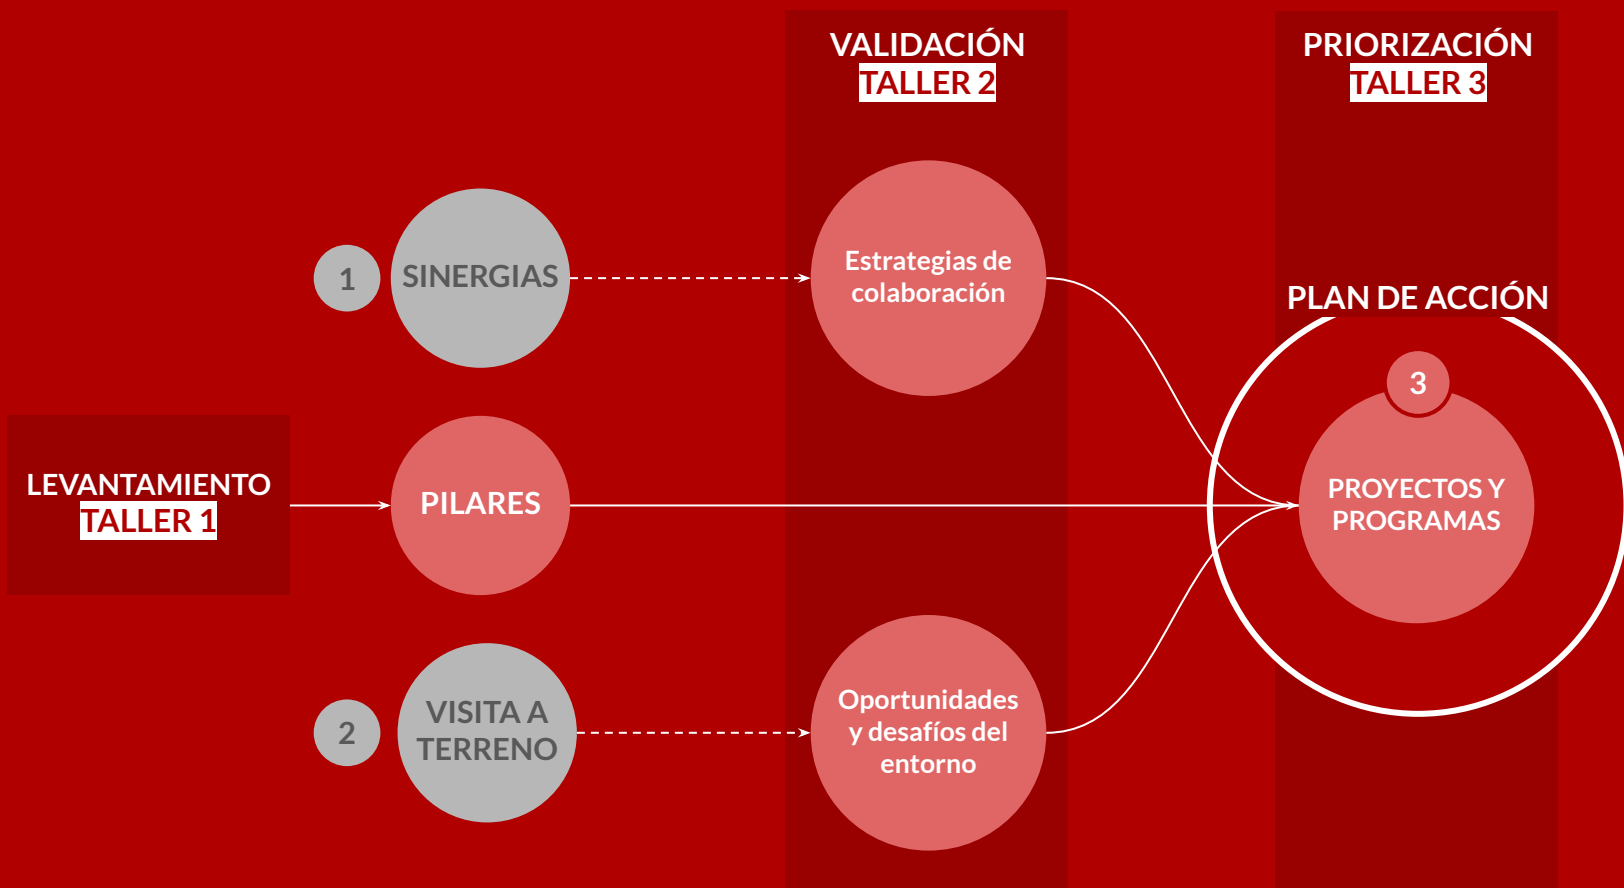 VALIDACIÓN
TALLER 2
PRIORIZACIÓN
TALLER 3
1
SINERGIAS
Estrategias de
colaboración
PLAN DE ACCIÓN
3
LEVANTAMIENTO
TALLER 1
PILARES
PROYECTOS Y
PROGRAMAS
2
VISITA A
TERRENO
Oportunidades
y desafíos del
entorno